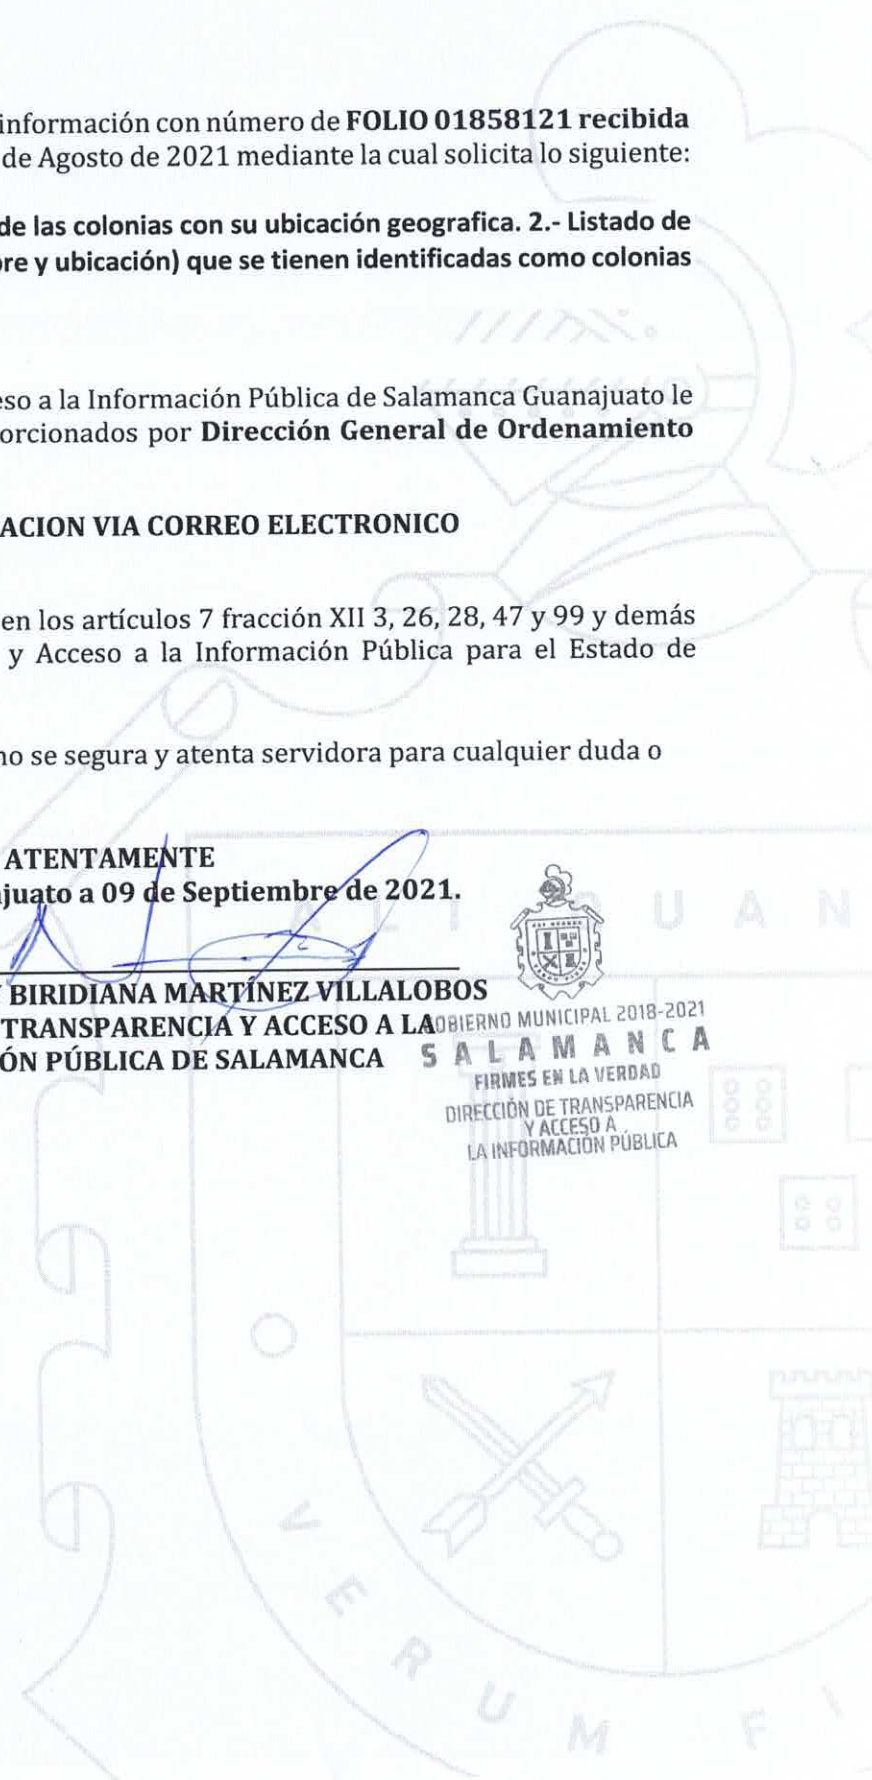 información con número de FOLIO 01858121 recibida
de Agosto de 2021 mediante la cual solicita lo siguiente:
de las colonias con su ubicación geografica. 2.- Listado de
re y ubicación) que se tienen identificadas como colonias
eso a la Información Pública de Salamanca Guanajuato le
orcionados por Dirección General de Ordenamiento
ACION VIA CORREO ELECTRONICO
en los artículos 7 fracción XII 3, 26, 28, 47 y 99 y demás
y Acceso a la Información Pública para el Estado de
no se segura y atenta servidora para cualquier duda o
ATENTAMENTE
juato a 09 de Septiembre de 2021.
BIRIDIANA MARTÍNEZ VILLALOBOS
TRANSPARENCIA Y ACCESO A LA
ÓN PÚBLICA DE SALAMANCA
OBIERNO MUNICIPAL 2018-2021
SALAMANCA
FIRMES EN LA VERDAD
DIRECCIÓN DE TRANSPARENCIA
Y ACCESO A
LA INFORMACIÓN PÚBLICA
UAN
VERUM FI